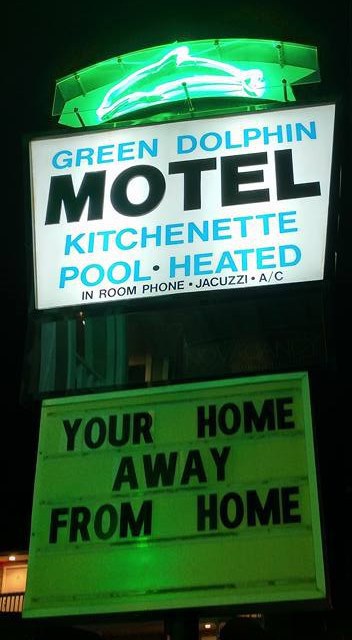 GREEN DOLPHIN
MOTEL
KITCHENETTE
POOL • HEATED
IN ROOM PHONE • JACUZZI • A/C
YOUR HOME
AWAY
FROM HOME